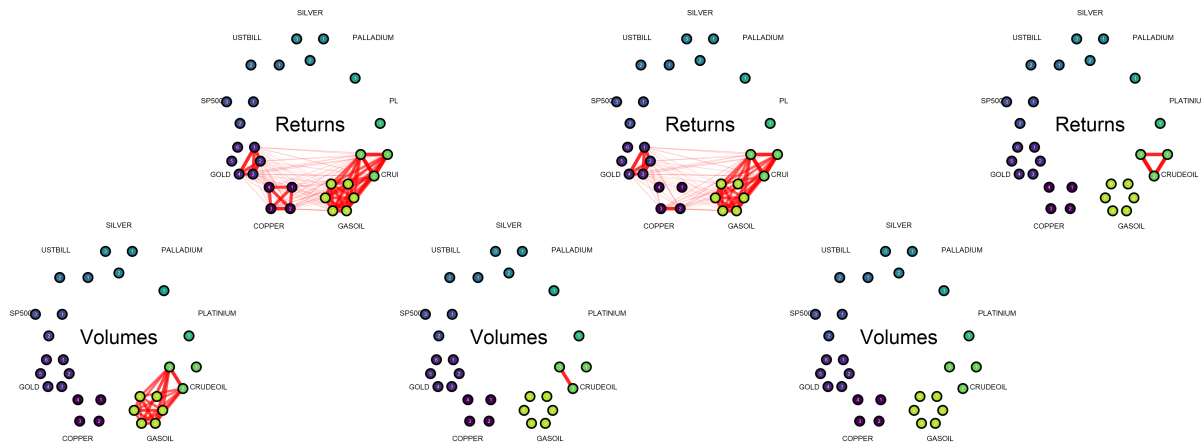 SILVER SILVER SILVER
USTBILL PALLADIUM USTBILL PALLADIUM USTBILL PALLADIUM
SP500 PL SP500 PL SP500 PLATINIU
Returns Returns Returns
GOLD CRUI GOLD CRUI GOLD CRUDEOIL
COPPER GASOIL COPPER GASOIL COPPER GASOIL
SILVER SILVER SILVER
USTBILL PALLADIUM USTBILL PALLADIUM USTBILL PALLADIUM
SP500 PLATINIUM SP500 PLATINIUM SP500 PLATINIUM
Volumes Volumes Volumes
GOLD CRUDEOIL GOLD CRUDEOIL GOLD CRUDEOIL
COPPER GASOIL COPPER GASOIL COPPER GASOIL